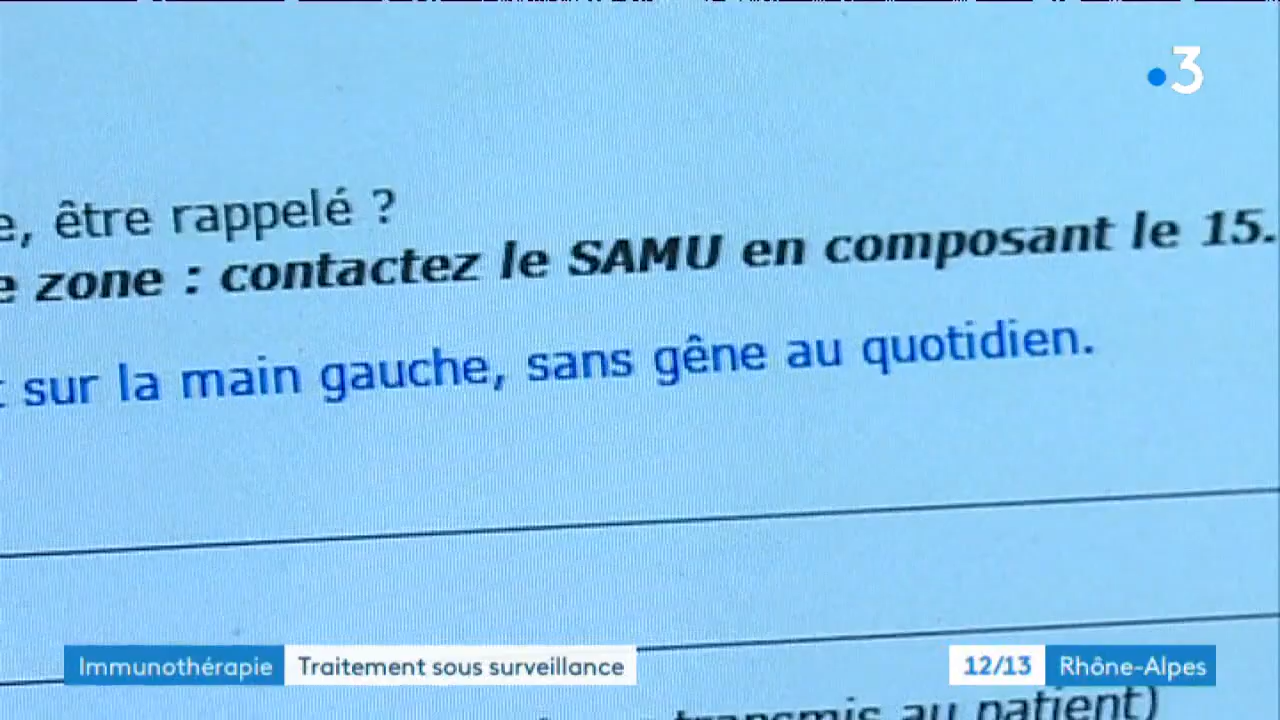 3
e, être rappelé ?
e zone : contactez le SAMU en composant le 15.
sur la main gauche, sans gêne au quotidien.
Immunothérapie Traitement sous surveillance
12/13 Rhône-Alpes
transmis au patient)